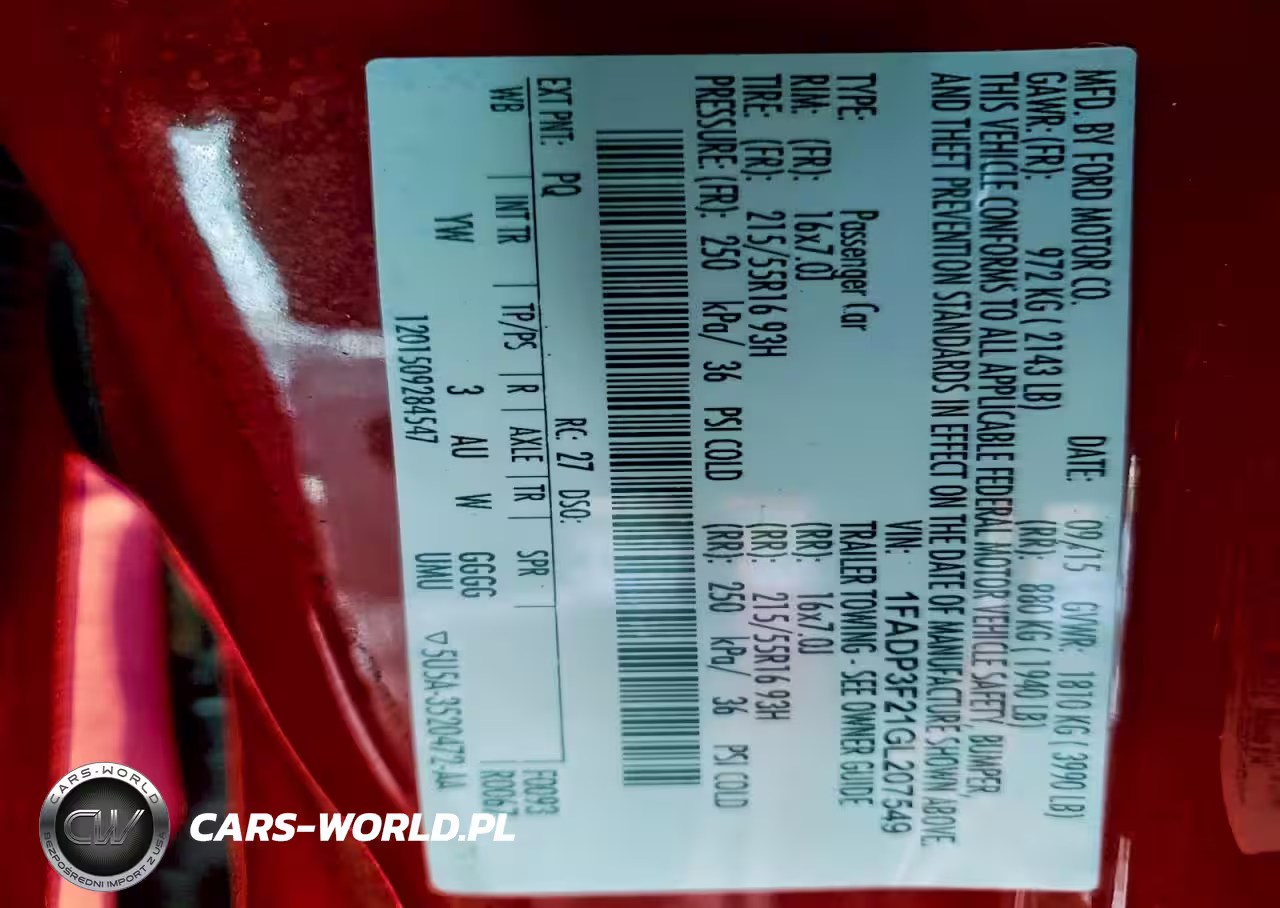 MFD. BY FORD MOTOR CO.
DATE: 09/15 GVWR: 1810 KG ( 3990 LB)
GAWR: (FR): 972 KG ( 2143 LB) (RR): 880 KG ( 1940 LB)
THIS VEHICLE CONFORMS TO ALL APPLICABLE FEDERAL MOTOR VEHICLE SAFETY, BUMPER,
AND THEFT PREVENTION STANDARDS IN EFFECT ON THE DATE OF MANUFACTURE SHOWN ABOVE.
VIN: 1FADP3F21GL207549
TYPE: Passenger Car TRAILER TOWING - SEE OWNER GUIDE
RIM: (FR): 16x7.0J (RR): 16x7.0J
TIRE: (FR): 215/55R16 93H (RR): 215/55R16 93H
PRESSURE: (FR): 250 kPa/ 36 PSI COLD (RR): 250 kPa/ 36 PSI COLD
EXT PNT: PQ RC: 27 DSO: F0093
WB INT TR TP/PS R AXLE TR SPR
YW 3 AU W GGGG
1201509284547 UMU
▽5U5A-3520472-AA
CARS-WORLD
CW
BEZPOŚREDNI IMPORT Z USA
CARS-WORLD.PL